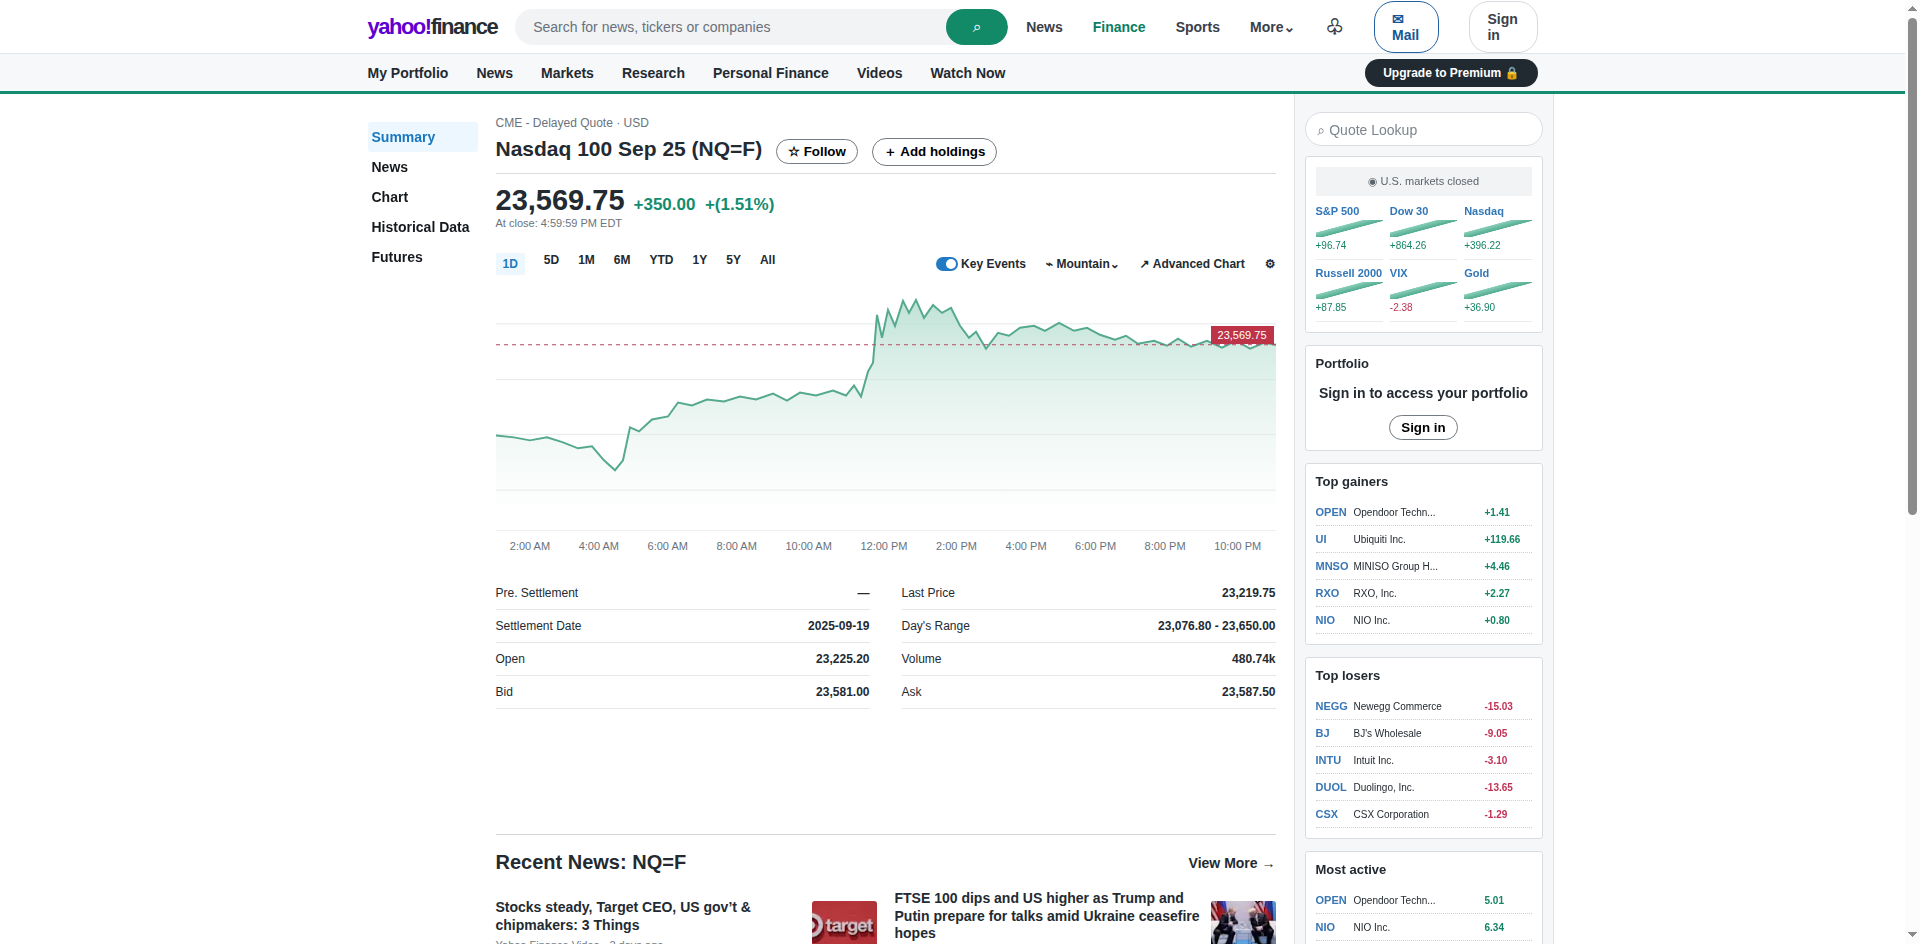 yahoo!finance
Search for news, tickers or companies
News Finance Sports More
Mail
Sign in
My Portfolio News Markets Research Personal Finance Videos Watch Now
Upgrade to Premium
Summary
News
Chart
Historical Data
Futures
CME - Delayed Quote · USD
Nasdaq 100 Sep 25 (NQ=F)
☆ Follow
+ Add holdings
23,569.75 +350.00 +(1.51%)
At close: 4:59:59 PM EDT
1D 5D 1M 6M YTD 1Y 5Y All
Key Events Mountain Advanced Chart
23,569.75
2:00 AM 4:00 AM 6:00 AM 8:00 AM 10:00 AM 12:00 PM 2:00 PM 4:00 PM 6:00 PM 8:00 PM 10:00 PM
Pre. Settlement —
Last Price 23,219.75
Settlement Date 2025-09-19
Day's Range 23,076.80 - 23,650.00
Open 23,225.20
Volume 480.74k
Bid 23,581.00
Ask 23,587.50
Recent News: NQ=F
View More →
Stocks steady, Target CEO, US gov't &
chipmakers: 3 Things
target
FTSE 100 dips and US higher as Trump and
Putin prepare for talks amid Ukraine ceasefire
hopes
Quote Lookup
U.S. markets closed
S&P 500 Dow 30 Nasdaq
+96.74 +864.26 +396.22
Russell 2000 VIX Gold
+87.85 -2.38 +36.90
Portfolio
Sign in to access your portfolio
Sign in
Top gainers
OPEN Opendoor Techn... +1.41
UI Ubiquiti Inc. +119.66
MNSO MINISO Group H... +4.46
RXO RXO, Inc. +2.27
NIO NIO Inc. +0.80
Top losers
NEGG Newegg Commerce -15.03
BJ BJ's Wholesale -9.05
INTU Intuit Inc. -3.10
DUOL Duolingo, Inc. -13.65
CSX CSX Corporation -1.29
Most active
OPEN Opendoor Techn... 5.01
NIO NIO Inc. 6.34